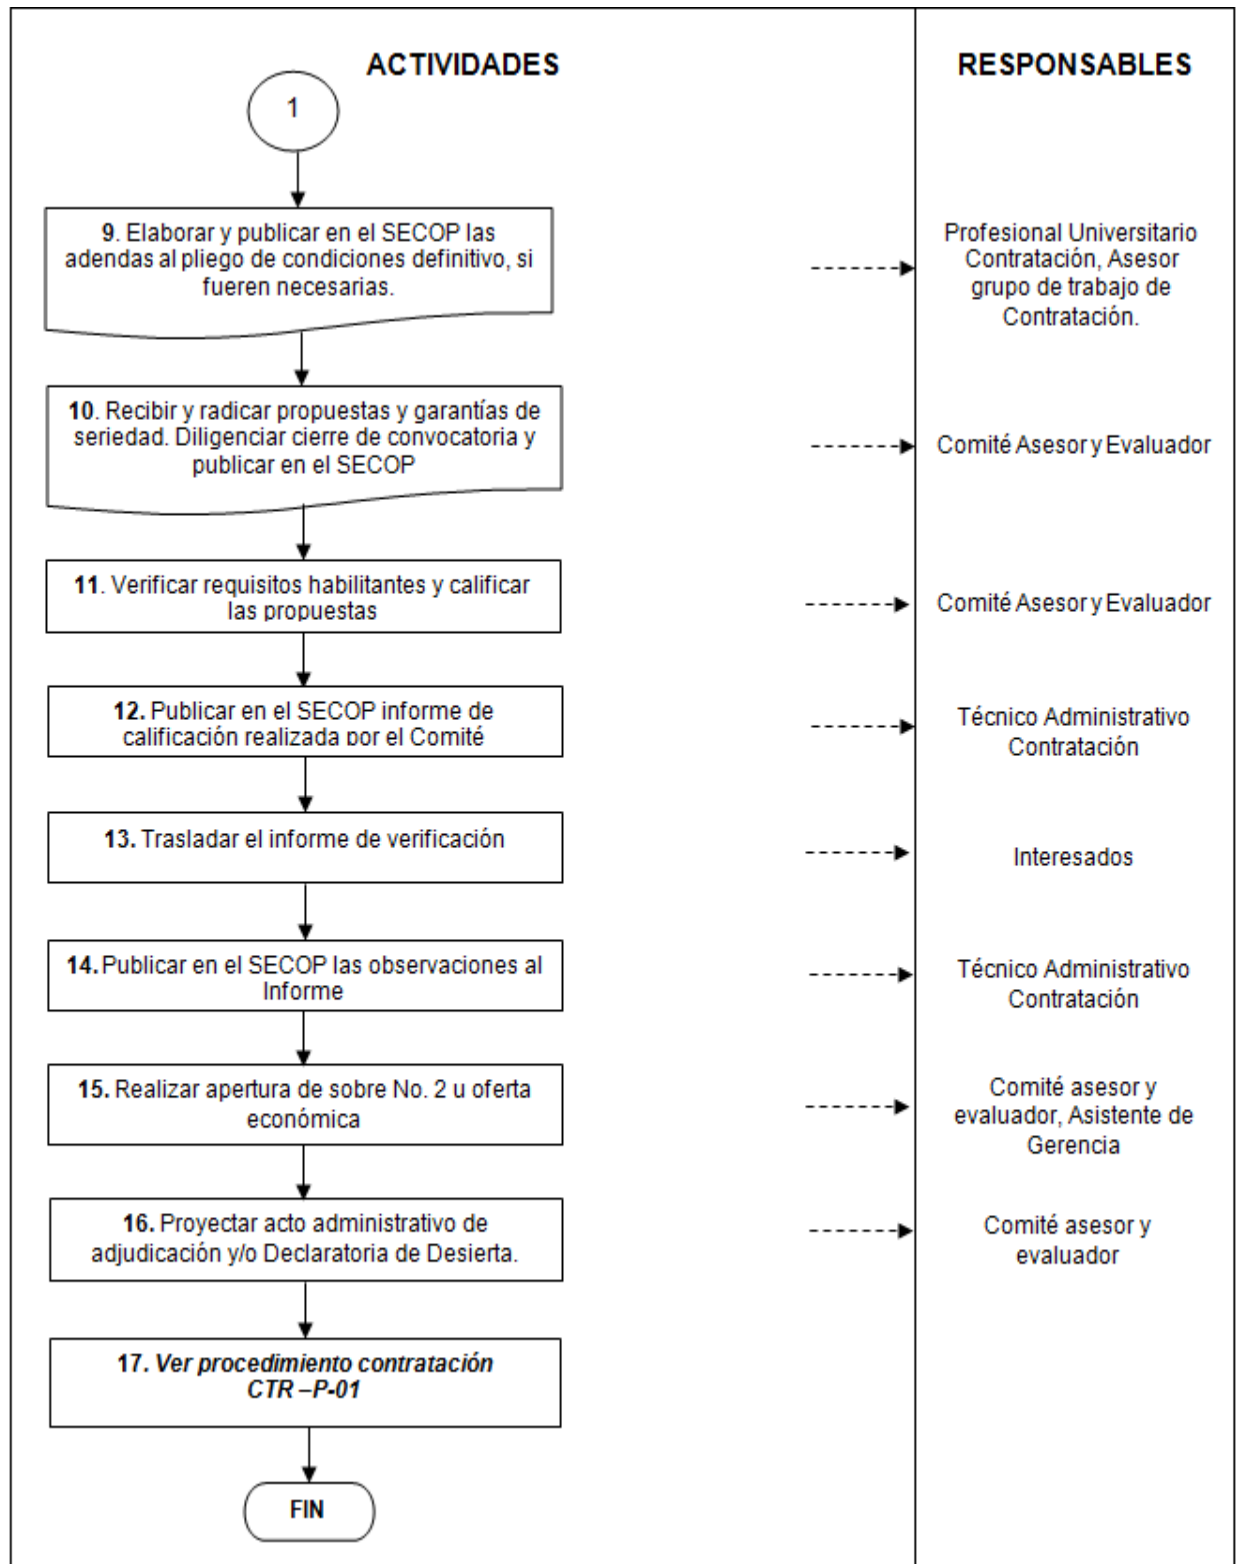 ACTIVIDADES
RESPONSABLES
1
9. Elaborar y publicar en el SECOP las
adendas al pliego de condiciones definitivo, si
fueren necesarias.
Profesional Universitario
Contratación, Asesor
grupo de trabajo de
Contratación.
10. Recibir y radicar propuestas y garantías de
seriedad. Diligenciar cierre de convocatoria y
publicar en el SECOP
Comité Asesor y Evaluador
11. Verificar requisitos habilitantes y calificar
las propuestas
Comité Asesor y Evaluador
12. Publicar en el SECOP informe de
calificación realizada por el Comité
Técnico Administrativo
Contratación
13. Trasladar el informe de verificación
Interesados
14. Publicar en el SECOP las observaciones al
Informe
Técnico Administrativo
Contratación
15. Realizar apertura de sobre No. 2 u oferta
económica
Comité asesor y
evaluador, Asistente de
Gerencia
16. Proyectar acto administrativo de
adjudicación y/o Declaratoria de Desierta.
Comité asesor y
evaluador
17. Ver procedimiento contratación
CTR –P-01
FIN